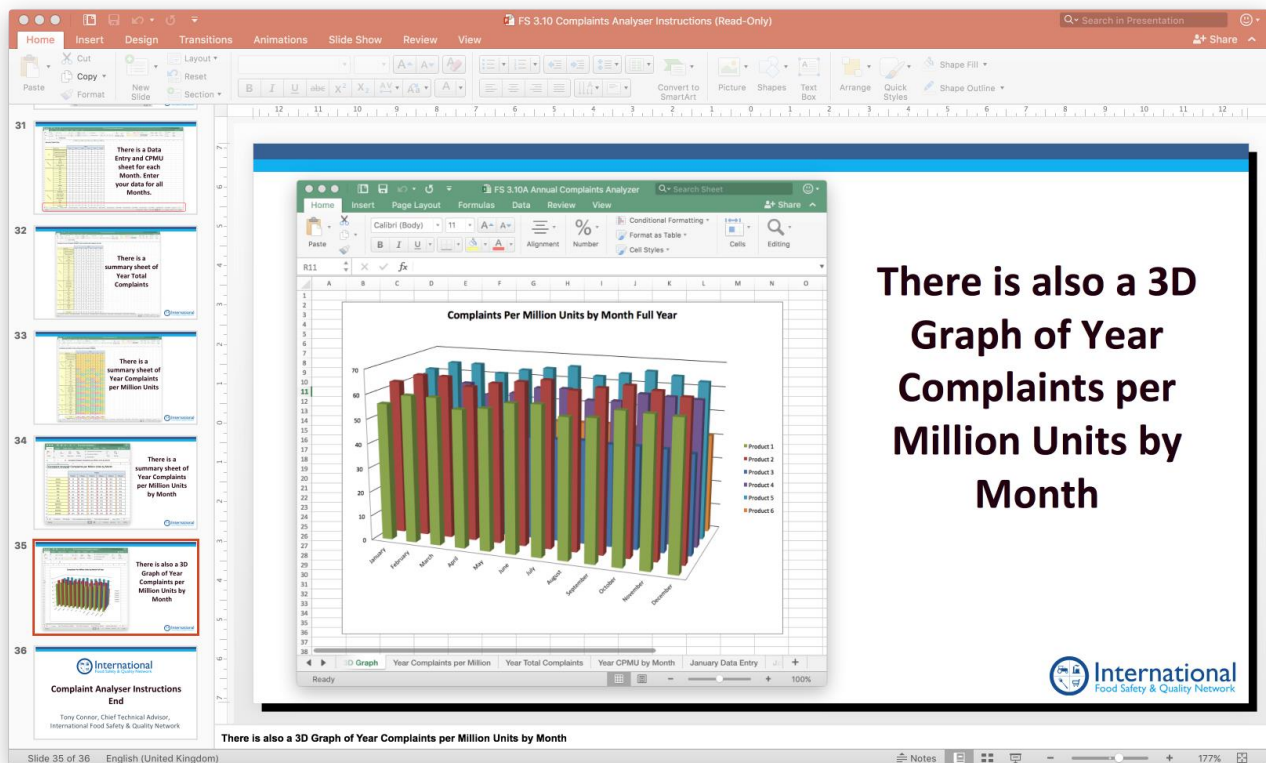 FS 3.10 Complaints Analyser Instructions (Read-Only)
Search in Presentation
Home Insert Design Transitions Animations Slide Show Review View
Share
Paste
Cut
Copy
Format
New Slide
Layout
Reset
Section
Convert to SmartArt
Picture
Shapes
Text Box
Arrange
Quick Styles
Shape Fill
Shape Outline
31
There is a Data
Entry and CPMU
sheet for each
Month. Enter
your data for all
Months.
32
There is a
summary sheet of
Year Total
Complaints
International
33
There is a
summary sheet of
Year Complaints
per Million Units
International
34
There is a
summary sheet of
Year Complaints
per Million Units
by Month
International
35
There is also a 3D
Graph of Year
Complaints per
Million Units by
Month
International
36
International
Food Safety & Quality Network
Complaint Analyser Instructions
End
Tony Connor, Chief Technical Advisor,
International Food Safety & Quality Network
FS 3.10A Annual Complaints Analyzer
Search Sheet
Home Insert Page Layout Formulas Data Review View
Share
Paste
Calibri (Body) 11
B I U
Alignment
Number
Conditional Formatting
Format as Table
Cell Styles
Cells
Editing
R11 fx
A B C D E F G H I J K L M N O
Complaints Per Million Units by Month Full Year
70
60
50
40
30
20
10
0
January February March April May June July August September October November December
Product 1
Product 2
Product 3
Product 4
Product 5
Product 6
3D Graph Year Complaints per Million Year Total Complaints Year CPMU by Month January Data Entry
Ready
100%
There is also a 3D
Graph of Year
Complaints per
Million Units by
Month
International
Food Safety & Quality Network
There is also a 3D Graph of Year Complaints per Million Units by Month
Slide 35 of 36 English (United Kingdom)
Notes
177%